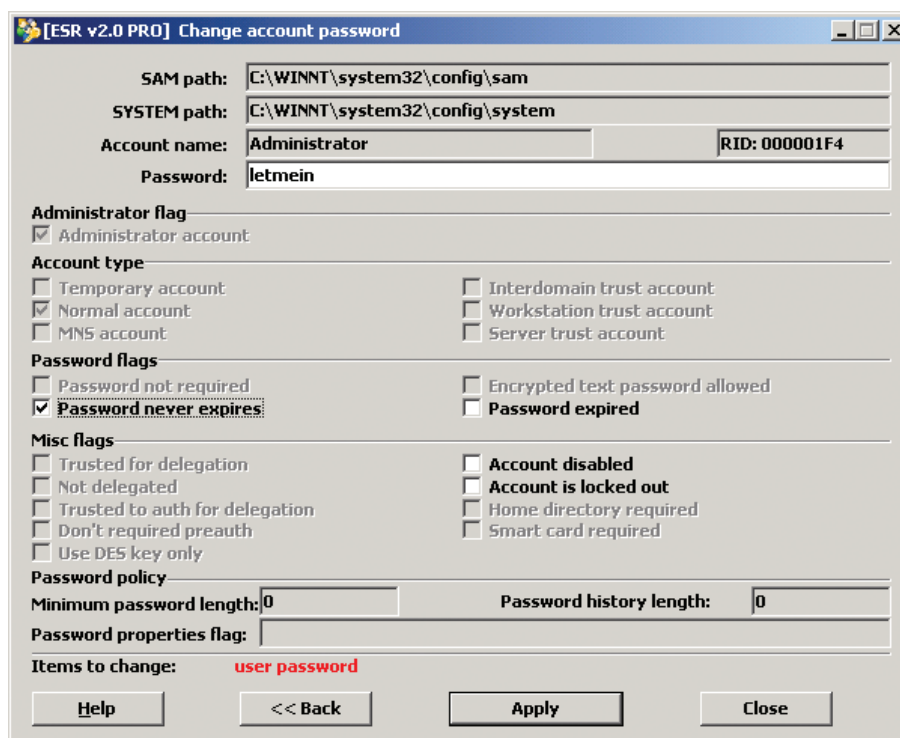 [ESR v2.0 PRO] Change account password
SAM path: C:\WINNT\system32\config\sam
SYSTEM path: C:\WINNT\system32\config\system
Account name: Administrator RID: 000001F4
Password: letmein
Administrator flag
Administrator account
Account type
Temporary account Interdomain trust account
Normal account Workstation trust account
MNS account Server trust account
Password flags
Password not required Encrypted text password allowed
Password never expires Password expired
Misc flags
Trusted for delegation Account disabled
Not delegated Account is locked out
Trusted to auth for delegation Home directory required
Don't required preauth Smart card required
Use DES key only
Password policy
Minimum password length: 0 Password history length: 0
Password properties flag:
Items to change: user password
Help << Back Apply Close